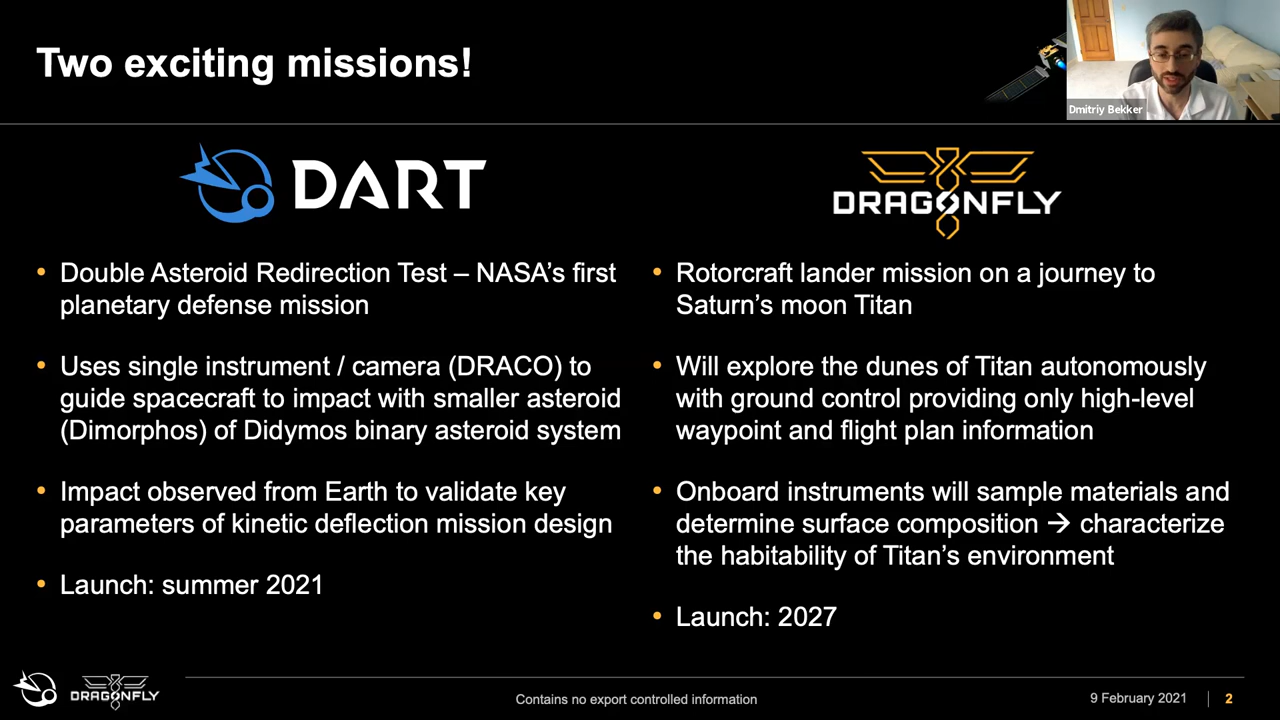 Two exciting missions!
Dmitriy Bekker
DART
• Double Asteroid Redirection Test – NASA's first
planetary defense mission
• Uses single instrument / camera (DRACO) to
guide spacecraft to impact with smaller asteroid
(Dimorphos) of Didymos binary asteroid system
• Impact observed from Earth to validate key
parameters of kinetic deflection mission design
• Launch: summer 2021
DRAGONFLY
• Rotorcraft lander mission on a journey to
Saturn's moon Titan
• Will explore the dunes of Titan autonomously
with ground control providing only high-level
waypoint and flight plan information
• Onboard instruments will sample materials and
determine surface composition → characterize
the habitability of Titan's environment
• Launch: 2027
DRAGONFLY
Contains no export controlled information
9 February 2021 | 2